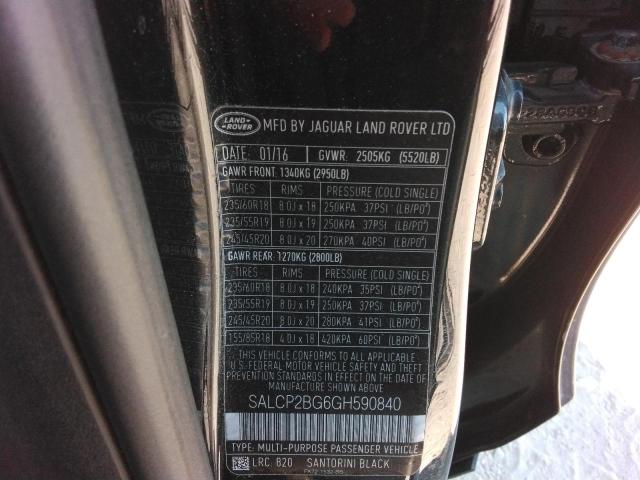 LAND ROVER MFD BY JAGUAR LAND ROVER LTD
DATE: 01/16 GVWR: 2505KG (5520LB)
GAWR FRONT: 1340KG (2950LB)
TIRES RIMS PRESSURE (COLD SINGLE)
235/60R18 8.0J x 18 250KPA 37PSI (LB/PO²)
235/55R19 8.0J x 19 250KPA 37PSI (LB/PO²)
245/45R20 8.0J x 20 270KPA 40PSI (LB/PO²)
GAWR REAR: 1270KG (2800LB)
TIRES RIMS PRESSURE (COLD SINGLE)
235/60R18 8.0J x 18 240KPA 35PSI (LB/PO²)
235/55R19 8.0J x 19 250KPA 37PSI (LB/PO²)
245/45R20 8.0J x 20 280KPA 41PSI (LB/PO²)
155/85R18 4.0J x 18 420KPA 60PSI (LB/PO²)
THIS VEHICLE CONFORMS TO ALL APPLICABLE
U.S. FEDERAL MOTOR VEHICLE SAFETY AND
THEFT PREVENTION STANDARDS IN EFFECT ON THE DATE OF
MANUFACTURE SHOWN ABOVE
SALCP2BG6GH590840
TYPE: MULTI-PURPOSE PASSENGER VEHICLE
LRC 820 SANTORINI BLACK